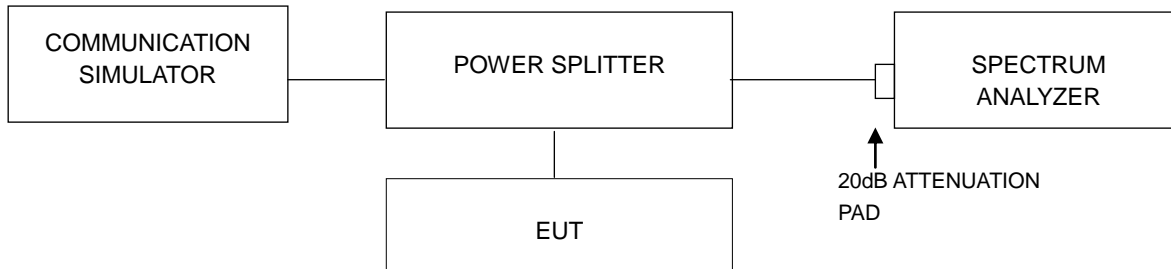 COMMUNICATION
SIMULATOR
POWER SPLITTER
SPECTRUM
ANALYZER
20dB ATTENUATION
PAD
EUT